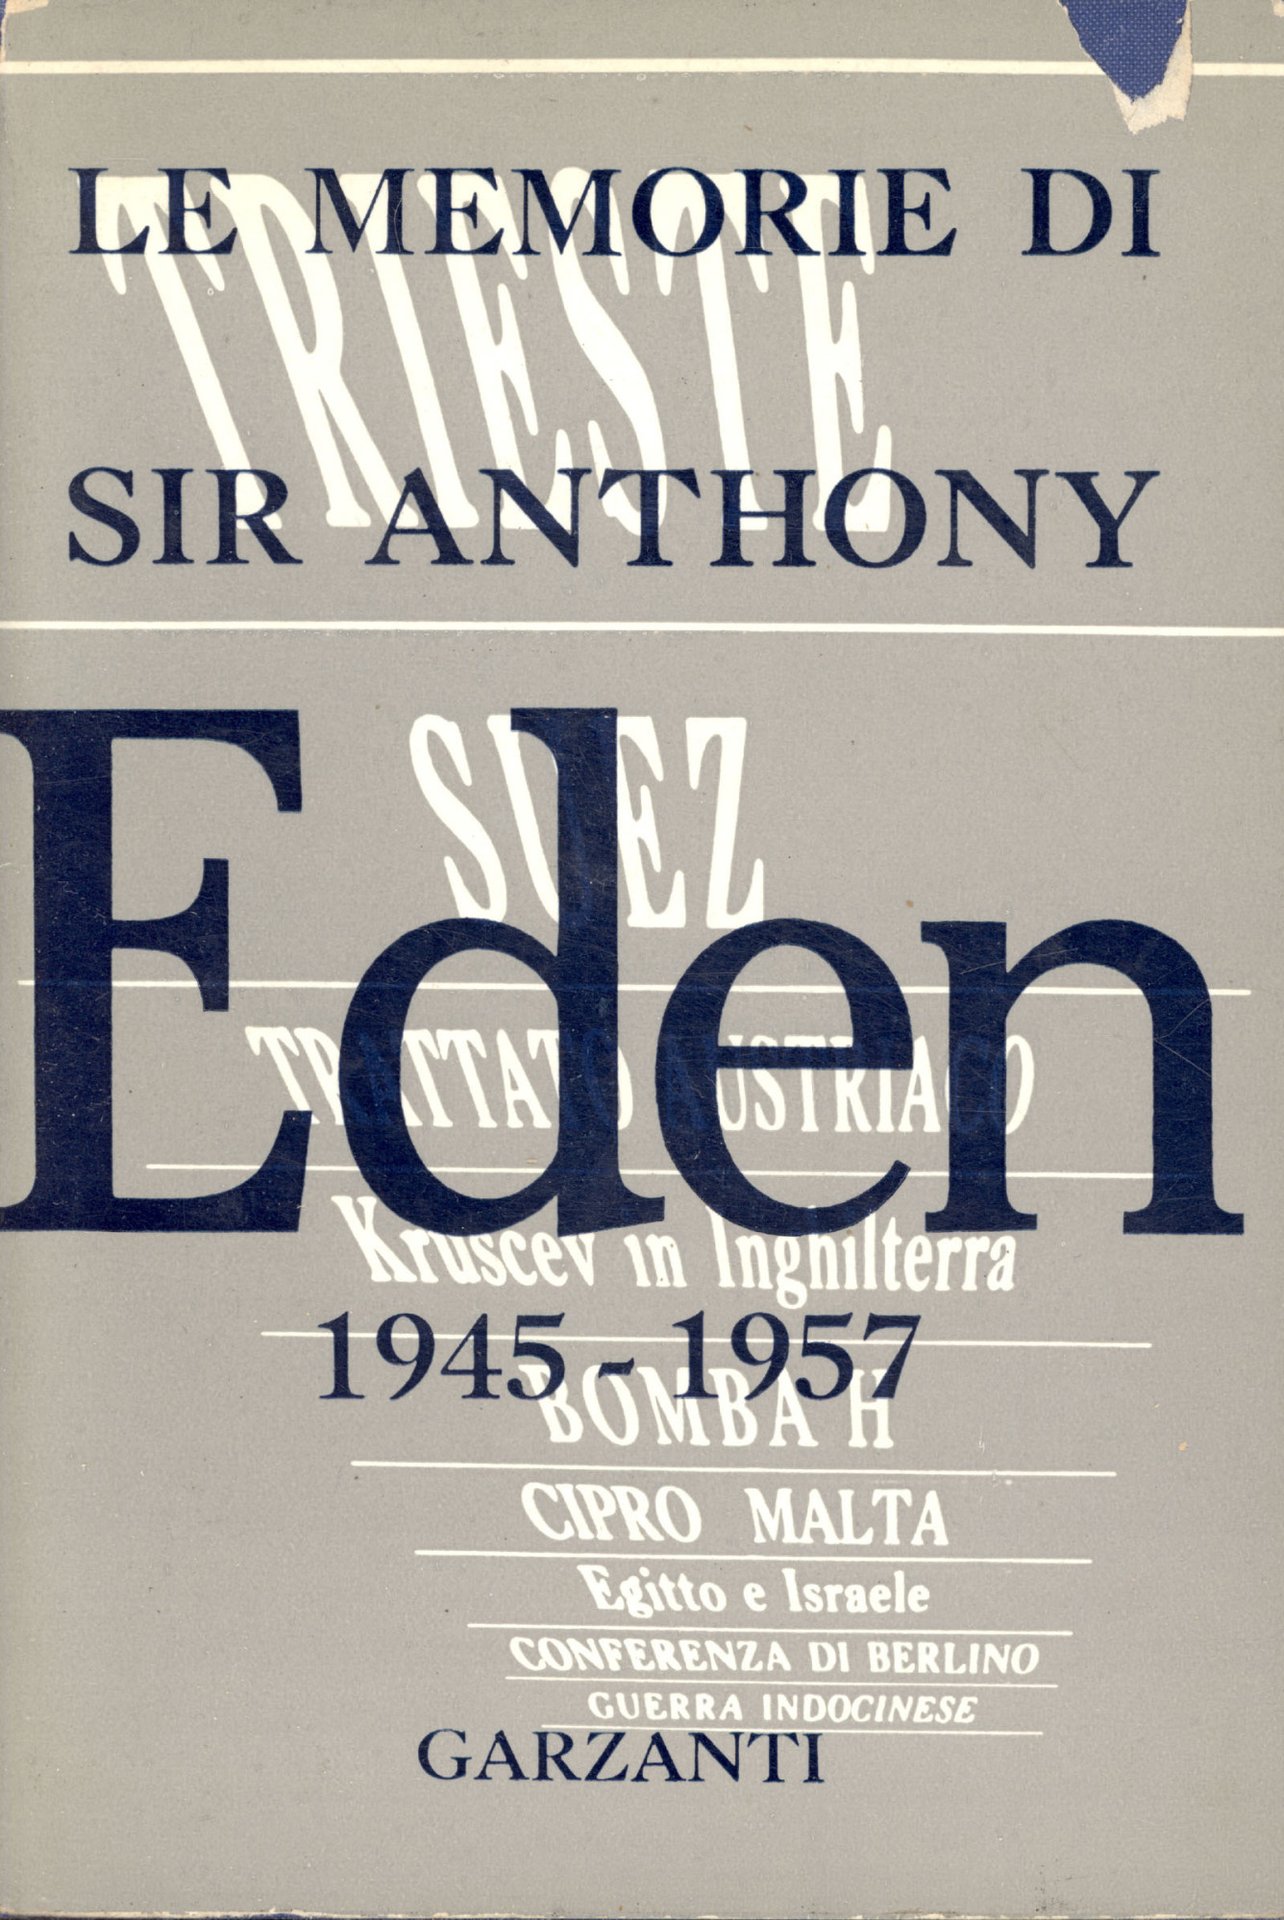 LE MEMORIE DI
TRIESTE
SIR ANTHONY
Eden
SUEZ
TRATTATO AUSTRIACO
Kruscev in Inghilterra
1945-1957
BOMBA H
CIPRO MALTA
Egitto e Israele
CONFERENZA DI BERLINO
GUERRA INDOCINESE
GARZANTI